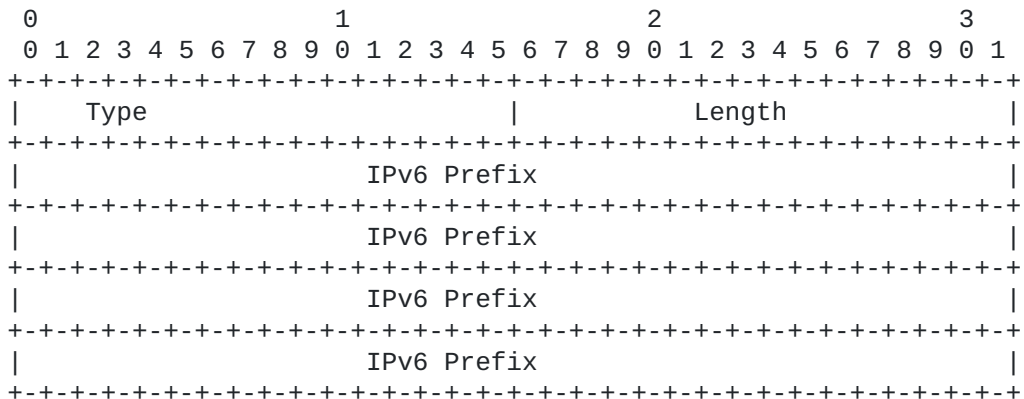 0                   1                   2                   3
 0 1 2 3 4 5 6 7 8 9 0 1 2 3 4 5 6 7 8 9 0 1 2 3 4 5 6 7 8 9 0 1
+-+-+-+-+-+-+-+-+-+-+-+-+-+-+-+-+-+-+-+-+-+-+-+-+-+-+-+-+-+-+-+-+
|    Type                       |           Length              |
+-+-+-+-+-+-+-+-+-+-+-+-+-+-+-+-+-+-+-+-+-+-+-+-+-+-+-+-+-+-+-+-+
|                      IPv6 Prefix                              |
+-+-+-+-+-+-+-+-+-+-+-+-+-+-+-+-+-+-+-+-+-+-+-+-+-+-+-+-+-+-+-+-+
|                      IPv6 Prefix                              |
+-+-+-+-+-+-+-+-+-+-+-+-+-+-+-+-+-+-+-+-+-+-+-+-+-+-+-+-+-+-+-+-+
|                      IPv6 Prefix                              |
+-+-+-+-+-+-+-+-+-+-+-+-+-+-+-+-+-+-+-+-+-+-+-+-+-+-+-+-+-+-+-+-+
|                      IPv6 Prefix                              |
+-+-+-+-+-+-+-+-+-+-+-+-+-+-+-+-+-+-+-+-+-+-+-+-+-+-+-+-+-+-+-+-+